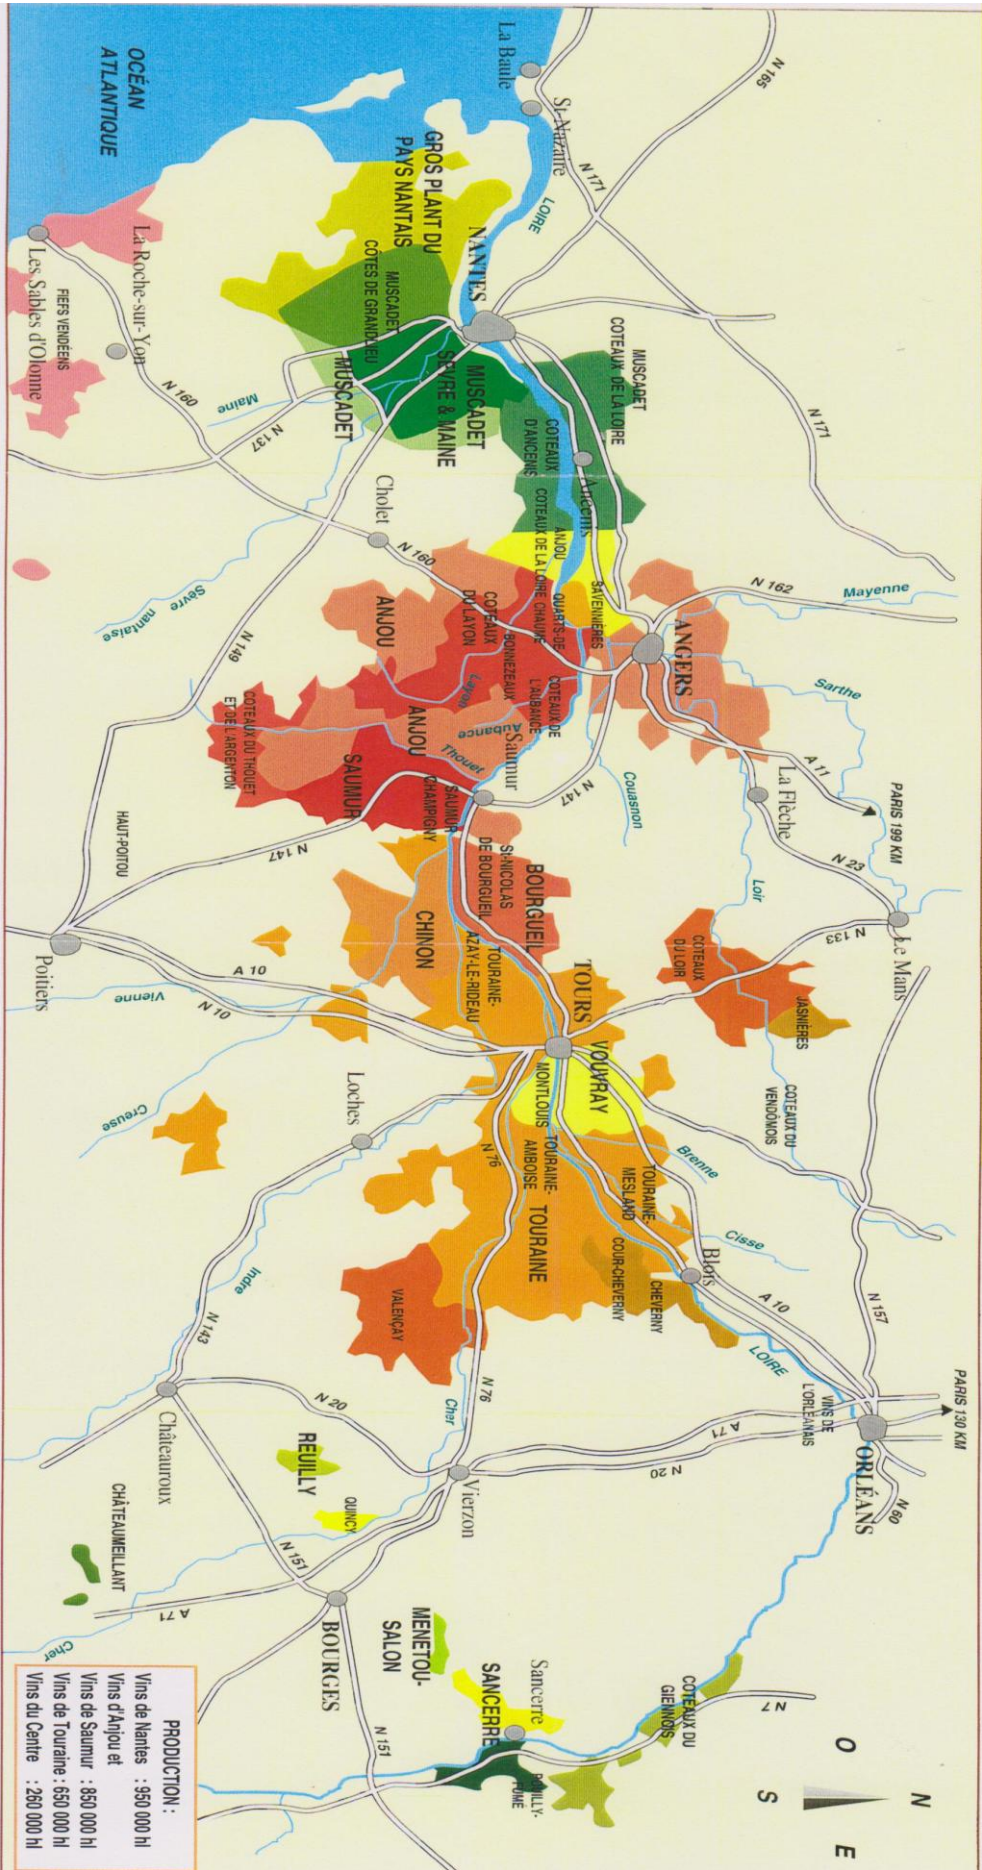 OCÉAN
ATLANTIQUE
La Baule
St-Nazaire
N 165
N 171
LOIRE
GROS PLANT DU
PAYS NANTAIS
NANTES
MUSCADET
CÔTES DE GRANDLIEU
MUSCADET
SÈVRE & MAINE
MUSCADET
MUSCADET
COTEAUX DE LA LOIRE
COTEAUX
D'ANCENIS
Ancenis
N 171
La Roche-sur-Yon
Les Sables d'Olonne
FIEFS VENDÉENS
N 160
Maine
N 137
Cholet
N 160
Sèvre
nantaise
N 149
ANJOU
COTEAUX DE LA LOIRE
SAVENNIÈRES
QUARTS-DE
CHAUME
BONNEZEAUX
COTEAUX
DU LAYON
ANJOU
Layon
COTEAUX DE
L'AUBANCE
Aubance
ANJOU
Thouet
COTEAUX DU THOUET
ET DE L'ARGENTON
SAUMUR
SAUMUR
CHAMPIGNY
Saumur
N 162
Mayenne
ANGERS
Sarthe
A 11
La Flèche
N 147
Couasnon
PARIS 199 KM
N 23
Loir
Le Mans
N 133
HAUT-POITOU
N 147
Poitiers
A 10
N 10
Vienne
BOURGUEIL
St-NICOLAS
DE BOURGUEIL
CHINON
TOURAINE-
AZAY-LE-RIDEAU
TOURS
COTEAUX
DU LOIR
JASNIÈRES
COTEAUX DU
VENDÔMOIS
VOUVRAY
MONTLOUIS
Loches
Creuse
N 76
TOURAINE-
AMBOISE
TOURAINE
Brenne
TOURAINE-
MESLAND
Cisse
Blois
CHEVERNY
COUR-CHEVERNY
VALENÇAY
Indre
N 143
Châteauroux
N 20
N 76
Cher
A 10
N 157
LOIRE
VINS DE
L'ORLÉANAIS
PARIS 130 KM
ORLÉANS
N 60
A 71
N 20
Vierzon
REUILLY
QUINCY
CHÂTEAUMEILLANT
N 151
A 71
Cher
BOURGES
N 151
MENETOU-
SALON
SANCERRE
Sancerre
POUILLY-
FUMÉ
COTEAUX DU
GIENNOIS
N7
N
O
E
S
PRODUCTION :
Vins de Nantes : 950 000 hl
Vins d'Anjou et
Vins de Saumur : 850 000 hl
Vins de Touraine : 650 000 hl
Vins du Centre : 260 000 hl